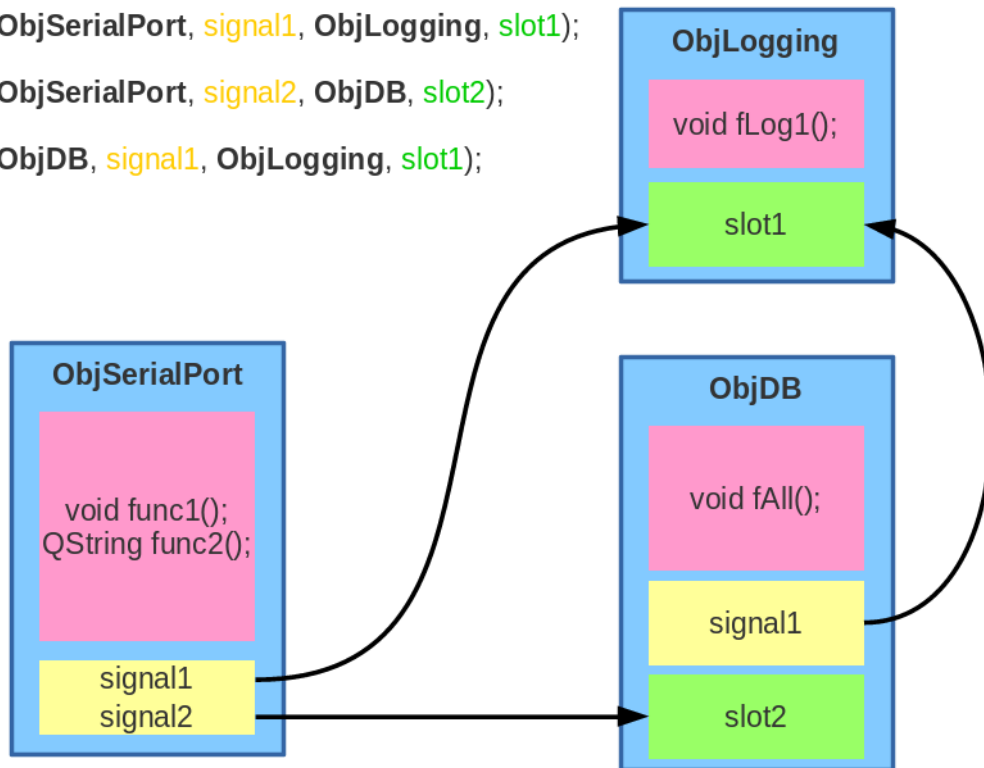 ObjSerialPort, signal1, ObjLogging, slot1);
ObjSerialPort, signal2, ObjDB, slot2);
ObjDB, signal1, ObjLogging, slot1);
ObjLogging
void fLog1();
slot1
ObjSerialPort
void func1();
QString func2();
signal1
signal2
ObjDB
void fAll();
signal1
slot2